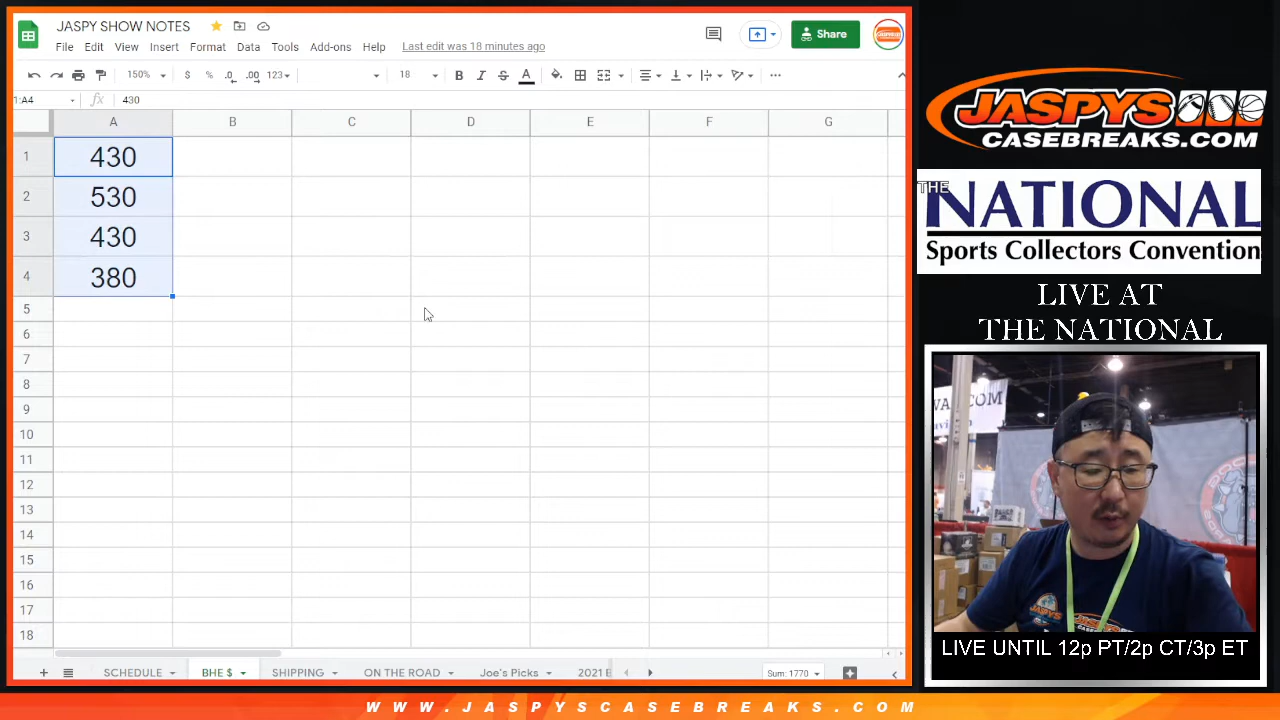 JASPY SHOW NOTES
File Edit View Insert Format Data Tools Add-ons Help Last edit was 18 minutes ago
Share
150% $ % .0 .00 123 18 B I S A
1:A4 fx 430
A B C D E F G
1 430
2 530
3 430
4 380
5
6
7
8
9
10
11
12
13
14
15
16
17
18
+ SCHEDULE BHE $ SHIPPING ON THE ROAD Joe's Picks 2021 Sum: 1770
JASPYS
CASEBREAKS.COM
THE
NATIONAL
Sports Collectors Convention
LIVE AT
THE NATIONAL
LIVE UNTIL 12p PT/2p CT/3p ET
WWW.JASPYSCASEBREAKS.COM